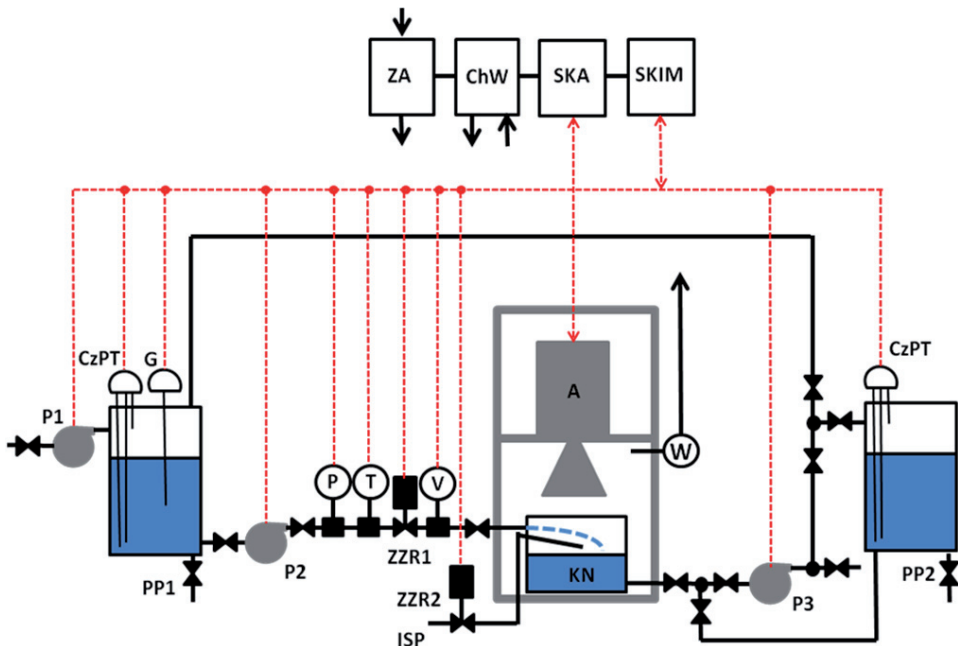 ZA ChW SKA SKIM
CzPT G
CzPT
P1
A
W
P T V
ZZR1
P2
PP1
ZZR2
ISP
KN
P3
PP2